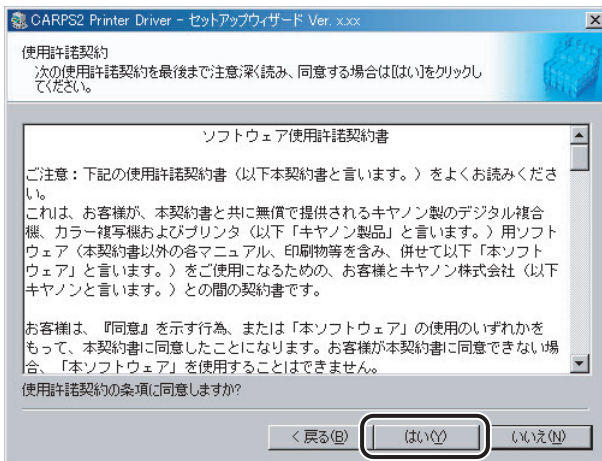 CARPS2 Printer Driver - セットアップウィザード Ver. x.xx
使用許諾契約
次の使用許諾契約を最後まで注意深く読み、同意する場合は[はい]をクリックし
てください。
ソフトウェア使用許諾契約書
ご注意：下記の使用許諾契約書（以下本契約書と言います。）をよくお読みくださ
い。
これは、お客様が、本契約書と共に無償で提供されるキヤノン製のデジタル複合
機、カラー複写機およびプリンタ（以下「キヤノン製品」と言います。）用ソフト
ウェア（本契約書以外の各マニュアル、印刷物等を含み、併せて以下「本ソフト
ウェア」と言います。）をご使用になるための、お客様とキヤノン株式会社（以下
キヤノンと言います。）との間の契約書です。
お客様は、『同意』を示す行為、または「本ソフトウェア」の使用のいずれかを
もって、本契約書に同意したことになります。お客様が本契約書に同意できない場
合、「本ソフトウェア」を使用することはできません。
使用許諾契約の条項に同意しますか?
< 戻る(B)
はい(Y)
いいえ(N)